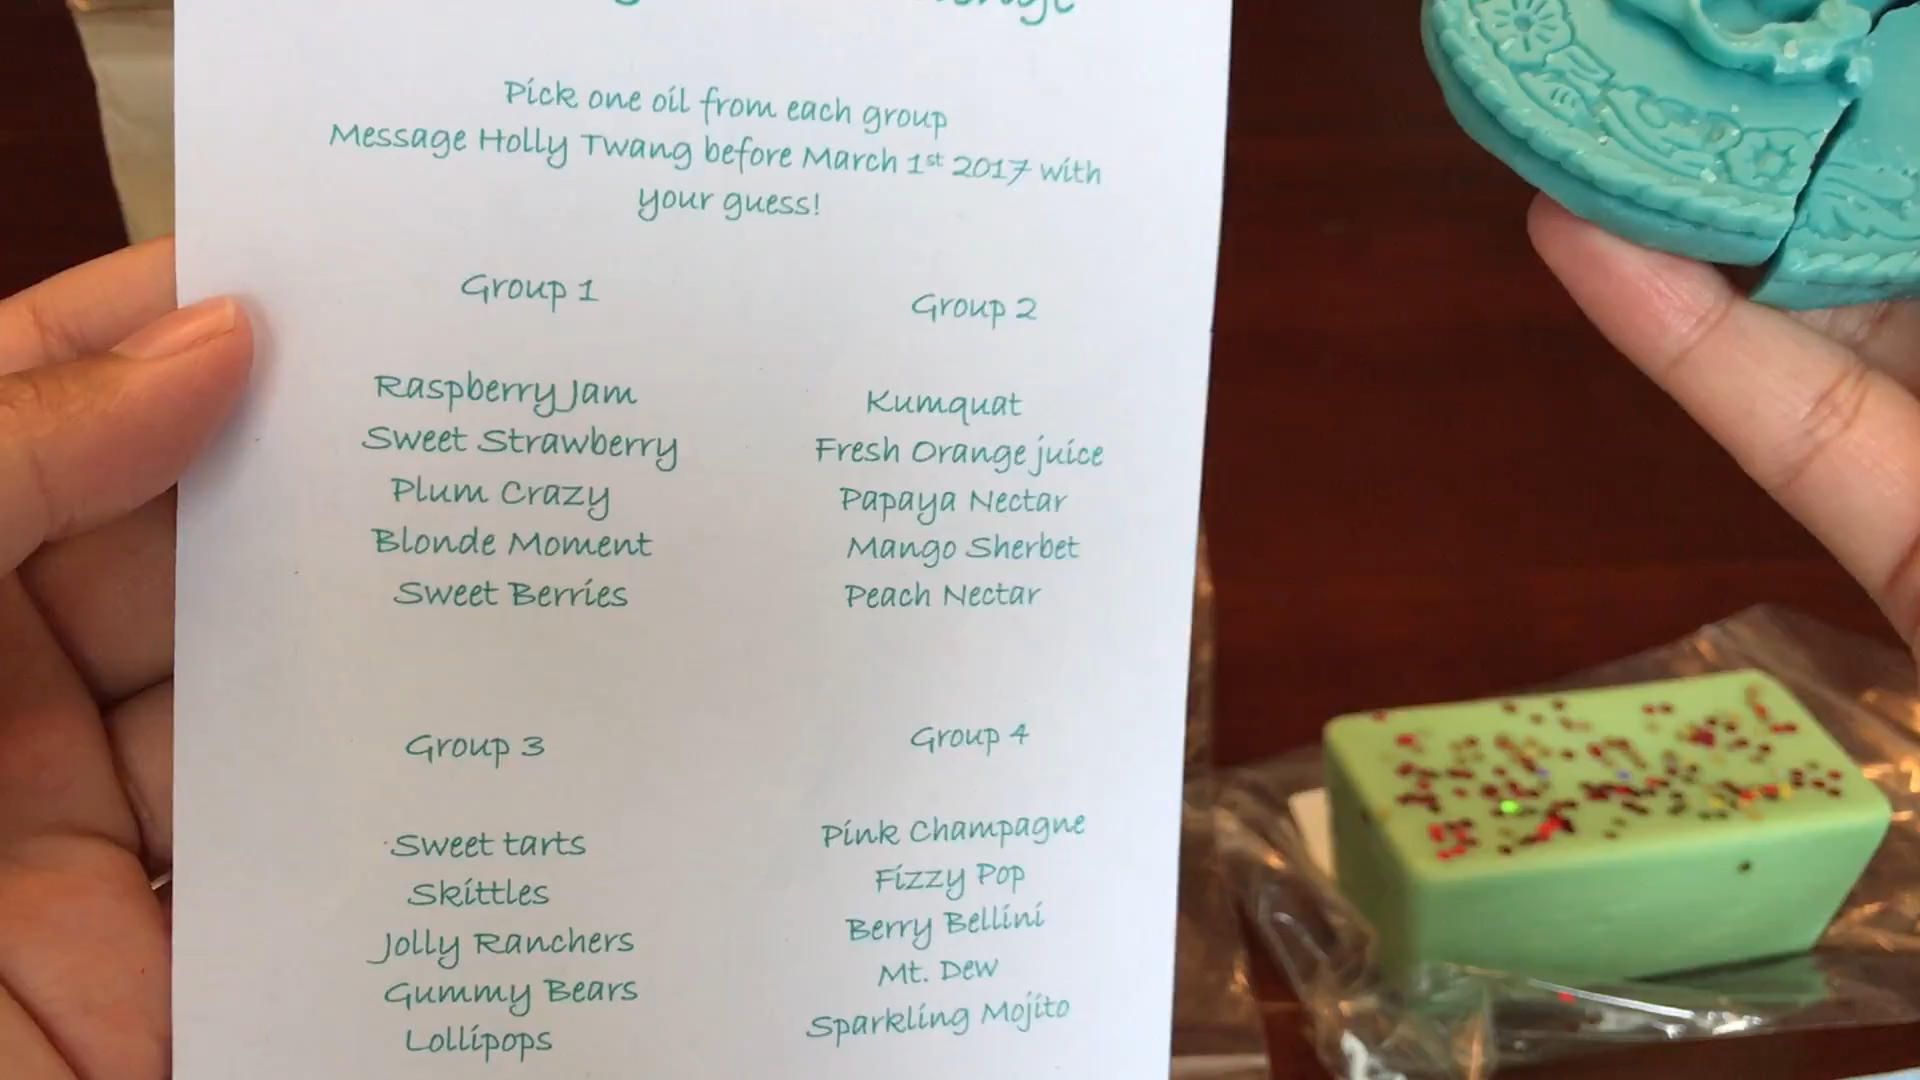 Pick one oil from each group
Message Holly Twang before March 1st 2017 with
your guess!
Group 1
Raspberry Jam
Sweet Strawberry
Plum Crazy
Blonde Moment
Sweet Berries
Group 2
Kumquat
Fresh Orange juice
Papaya Nectar
Mango Sherbet
Peach Nectar
Group 3
Sweet tarts
Skittles
Jolly Ranchers
Gummy Bears
Lollipops
Group 4
Pink Champagne
Fizzy Pop
Berry Bellini
Mt. Dew
Sparkling Mojito